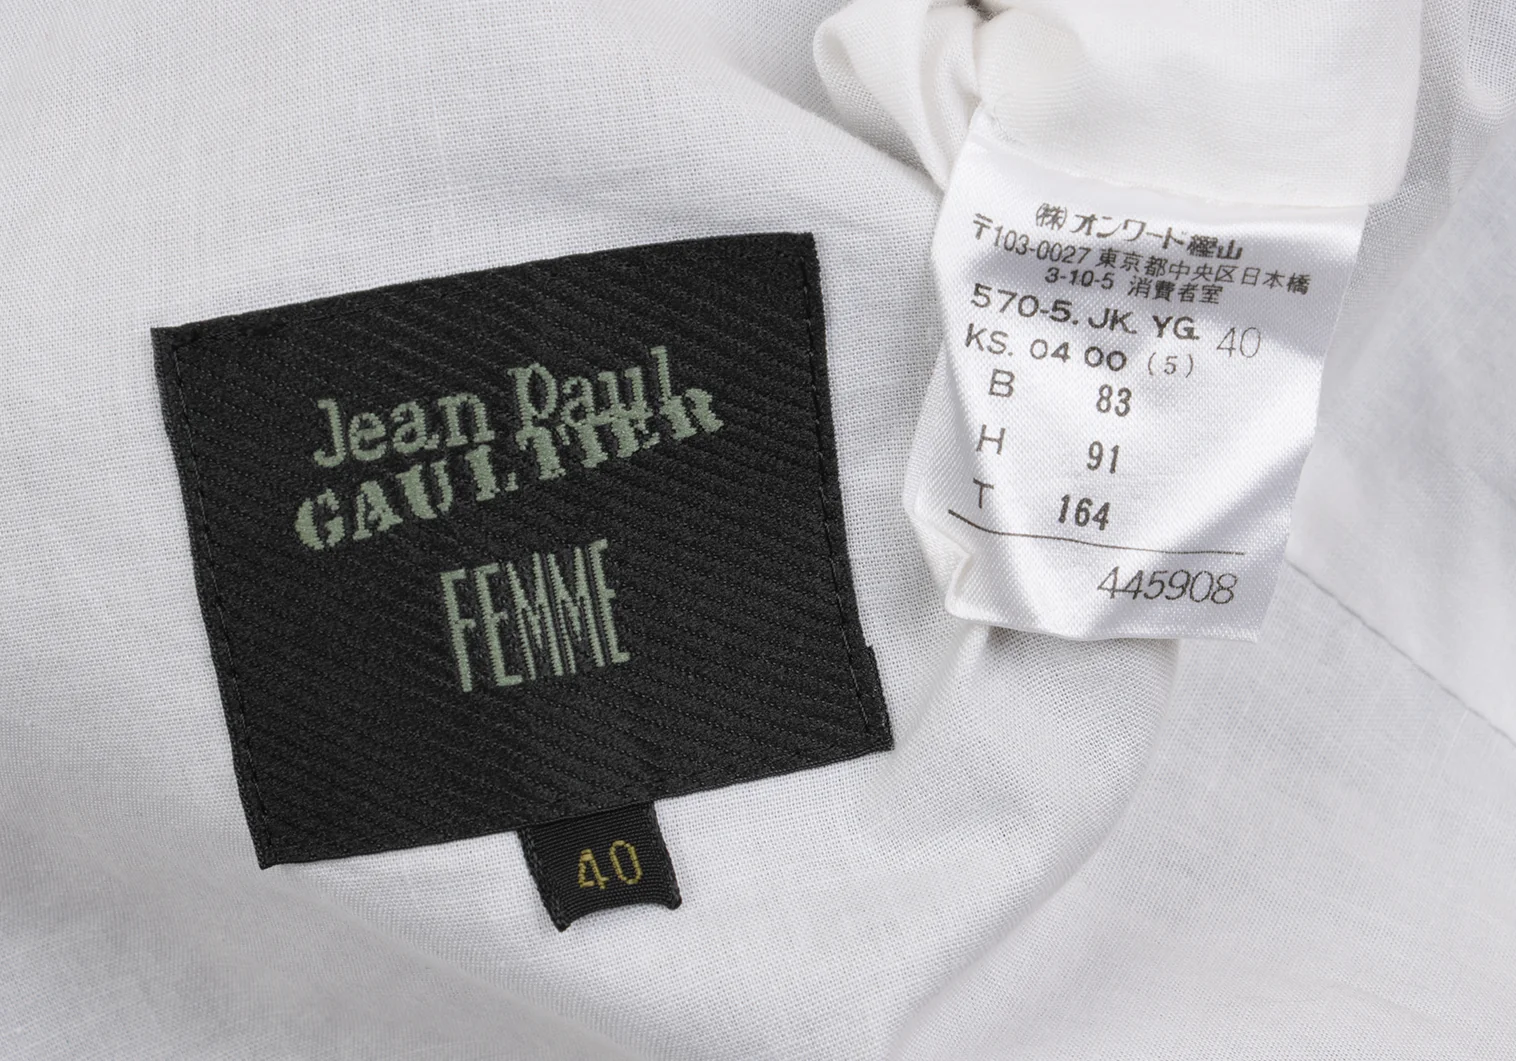 Jean Paul
GAULTIER
FEMME
40
㈱オンワード樫山
〒103-0027 東京都中央区日本橋
3-10-5 消費者室
570-5. JK. YG. 40
KS. 04 00 (5)
B 83
H 91
T 164
445908